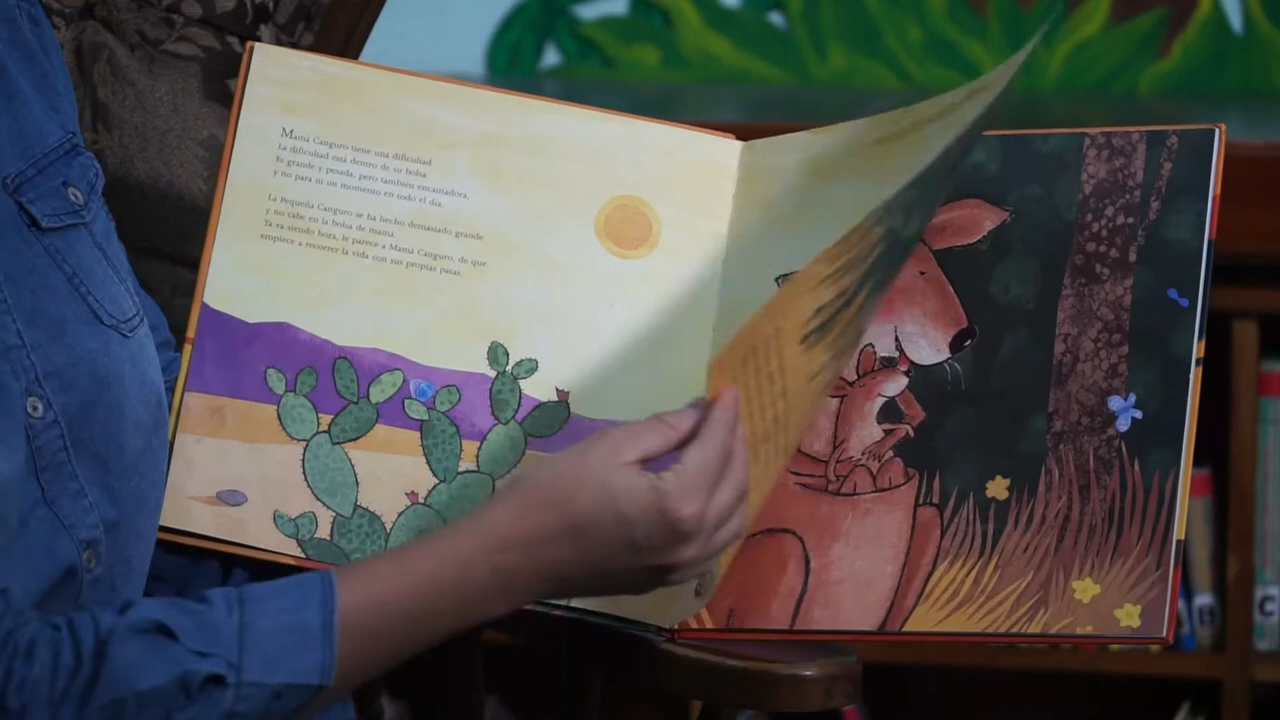 Mamá Canguro tiene una dificultad
La dificultad está dentro de su bolsa.
Es grande y pesada, pero también encantadora,
y no para ni un momento en todo el día.
La Pequeña Canguro se ha hecho demasiado grande
y no cabe en la bolsa de mamá.
Ya va siendo hora, le parece a Mamá Canguro, de que
empiece a recorrer la vida con sus propias patas.
B
C